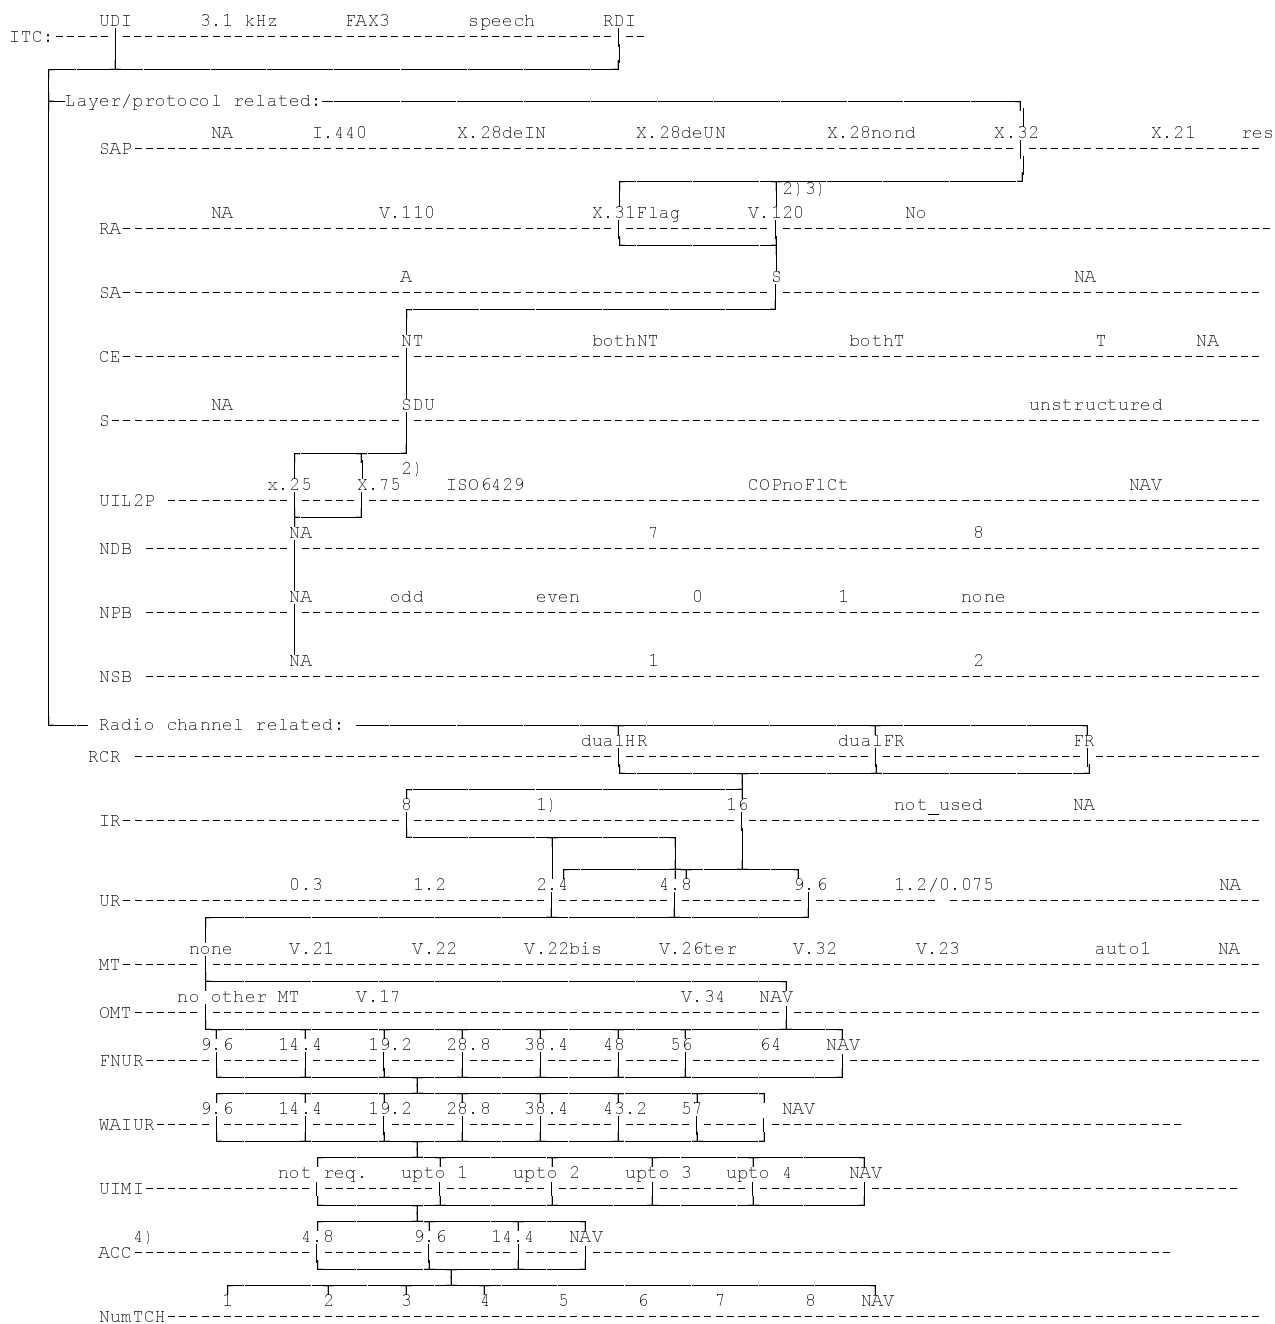 UDI 3.1 kHz FAX3 speech RDI
ITC:
Layer/protocol related:
NA I.440 X.28deIN X.28deUN X.28nond X.32 X.21 res
SAP
2)3)
NA V.110 X.31Flag V.120 No
RA
A S NA
SA
NT bothNT bothT T NA
CE
NA SDU unstructured
S
2)
x.25 X.75 ISO6429 COPnoFlCt NAV
UIL2P
NA 7 8
NDB
NA odd even 0 1 none
NPB
NA 1 2
NSB
Radio channel related:
dualHR dualFR FR
RCR
8 1) 16 not_used NA
IR
0.3 1.2 2.4 4.8 9.6 1.2/0.075 NA
UR
none V.21 V.22 V.22bis V.26ter V.32 V.23 auto1 NA
MT
no other MT V.17 V.34 NAV
OMT
9.6 14.4 19.2 28.8 38.4 48 56 64 NAV
FNUR
9.6 14.4 19.2 28.8 38.4 43.2 57 NAV
WAIUR
not req. upto 1 upto 2 upto 3 upto 4 NAV
UIMI
4) 4.8 9.6 14.4 NAV
ACC
1 2 3 4 5 6 7 8 NAV
NumTCH